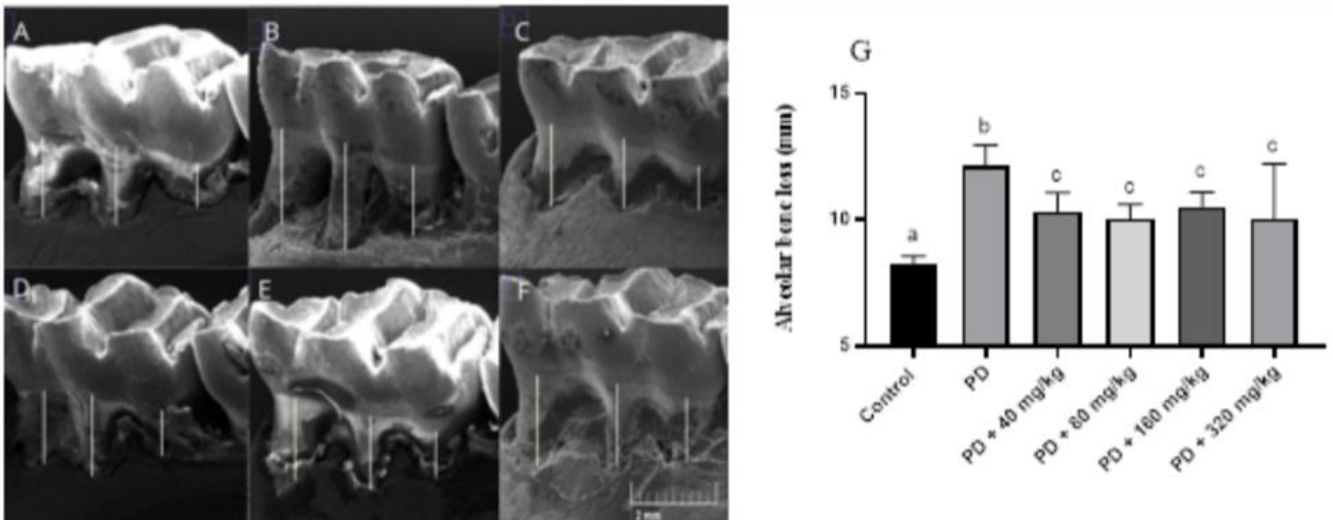 A
B
C
D
E
F
2 mm
G
Alveolar bone loss (mm)
15
10
5
a
b
c
c
c
c
Control
PD
PD + 40 mg/kg
PD + 80 mg/kg
PD + 160 mg/kg
PD + 320 mg/kg